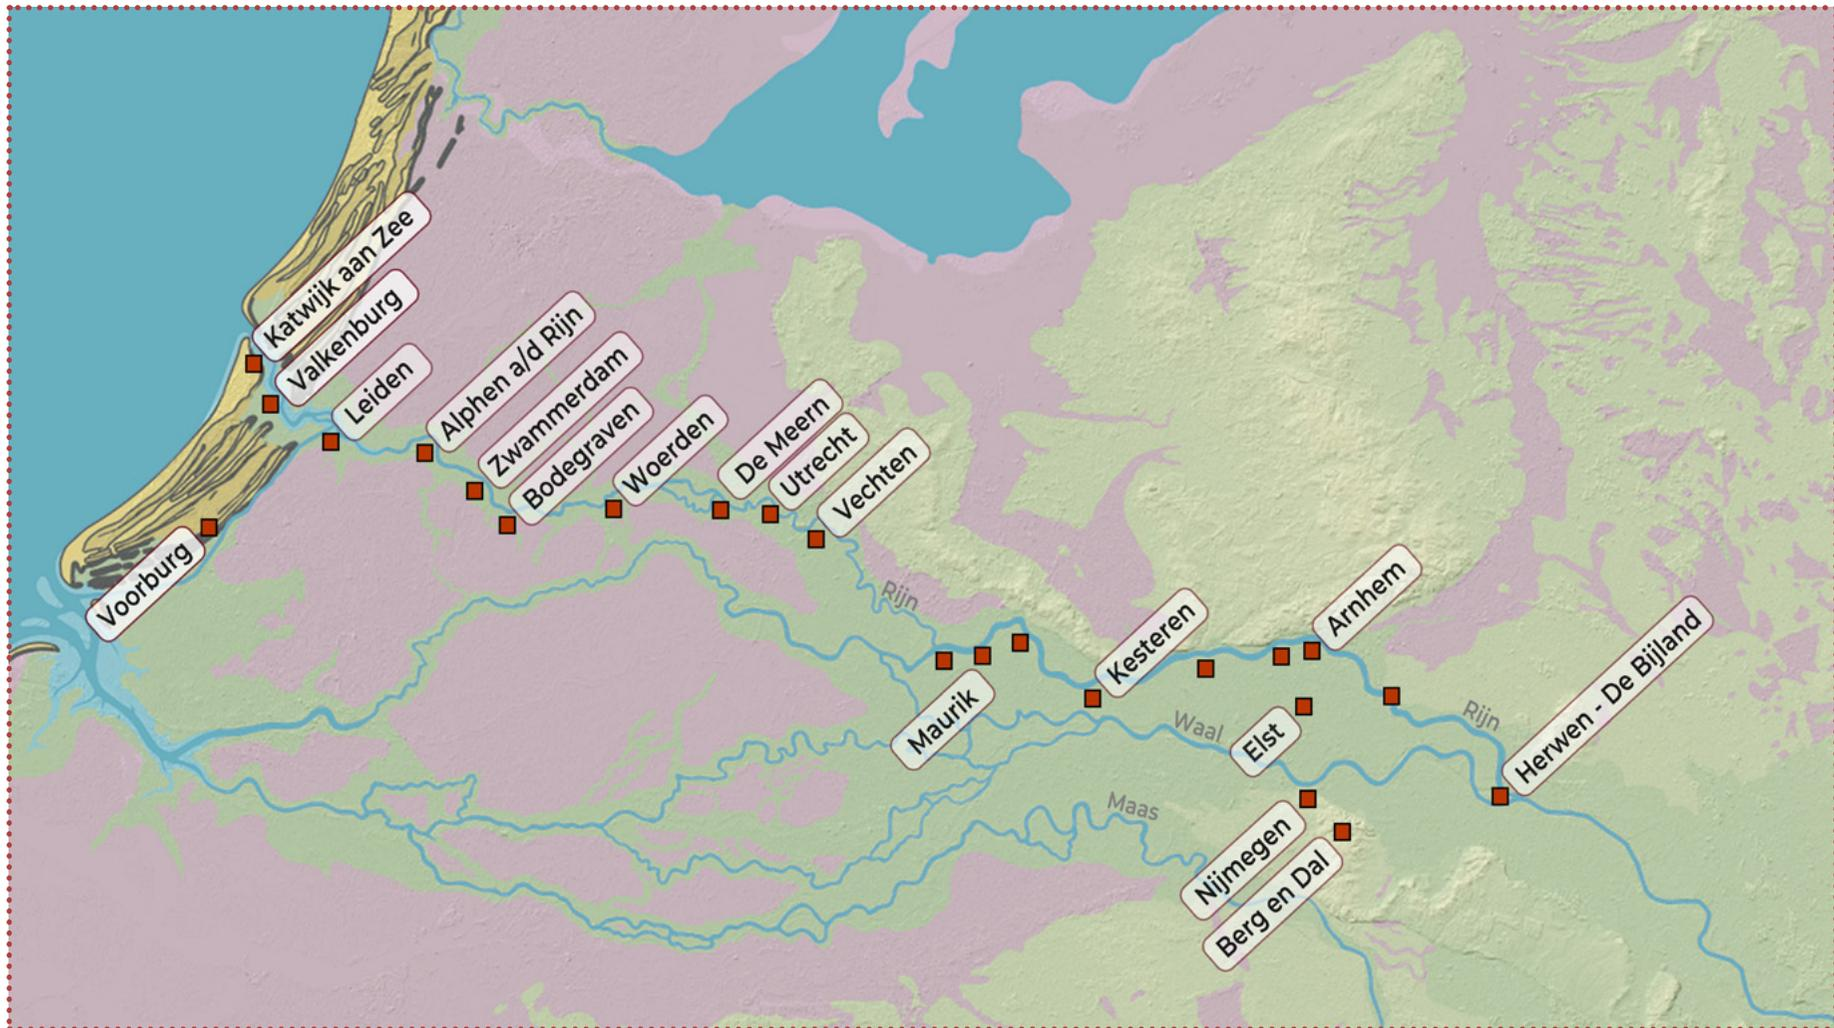 Katwijk aan Zee
Valkenburg
Leiden
Alphen a/d Rijn
Zwammerdam
Bodegraven
Woerden
De Meern
Utrecht
Vechten
Voorburg
Rijn
Kesteren
Arnhem
Maurik
Waal
Elst
Rijn
Herwen - De Bijland
Maas
Nijmegen
Berg en Dal